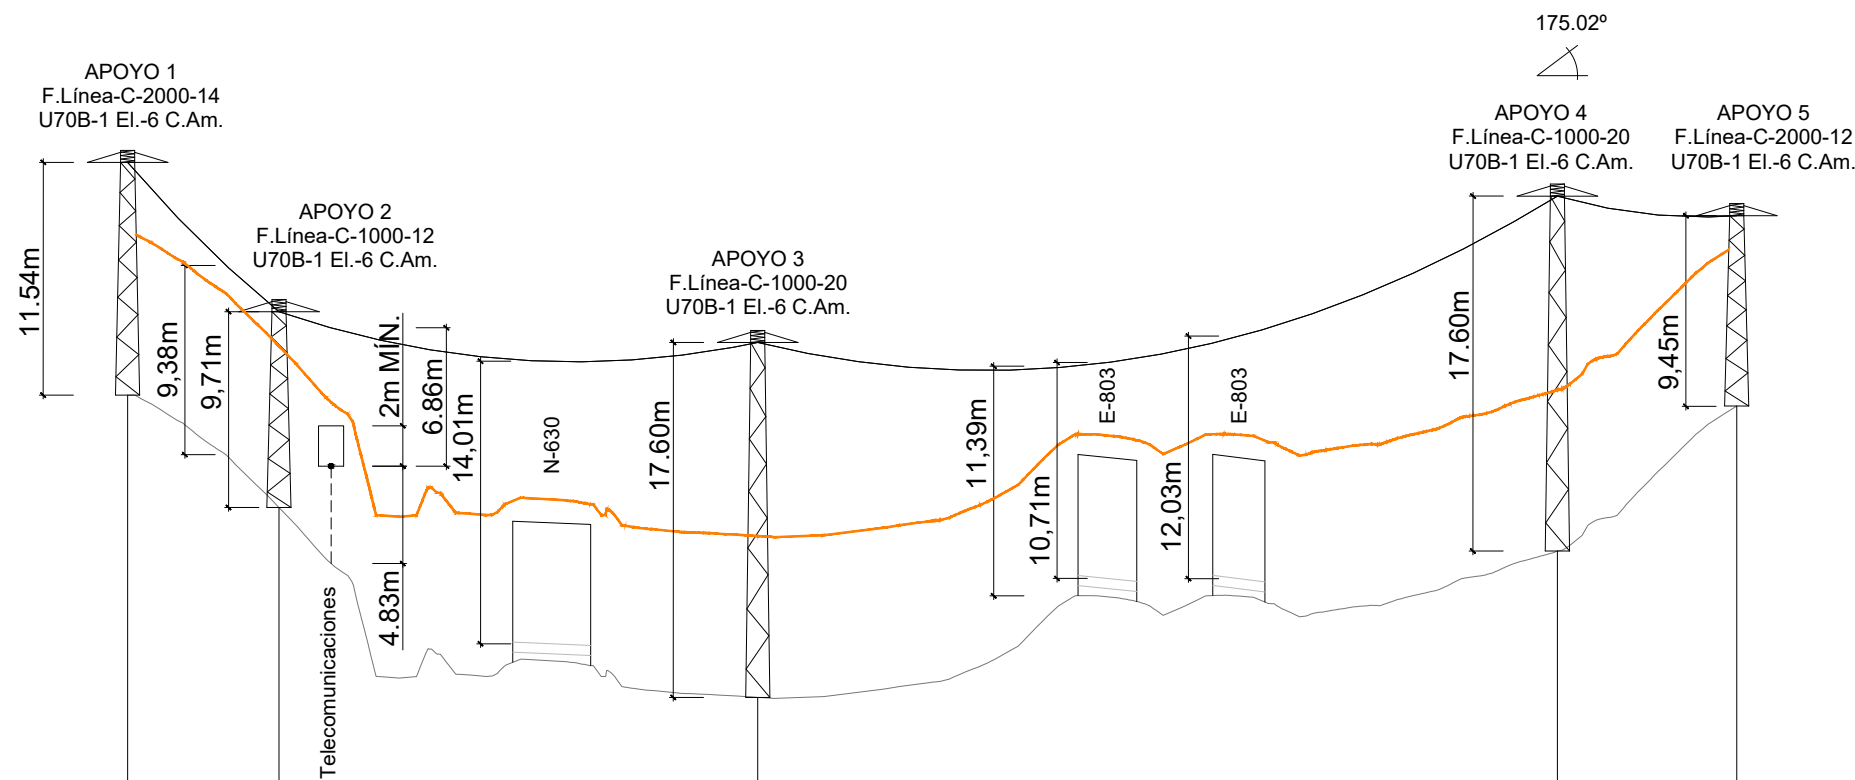 175.02º
APOYO 1
F.Línea-C-2000-14
U70B-1 El.-6 C.Am.
APOYO 2
F.Línea-C-1000-12
U70B-1 El.-6 C.Am.
APOYO 3
F.Línea-C-1000-20
U70B-1 El.-6 C.Am.
APOYO 4
F.Línea-C-1000-20
U70B-1 El.-6 C.Am.
APOYO 5
F.Línea-C-2000-12
U70B-1 El.-6 C.Am.
11.54m
9,38m
9,71m
Telecomunicaciones
2m MÍN.
4.83m
6.86m
14,01m
N-630
17.60m
11,39m
10,71m
E-803
12,03m
E-803
17.60m
9,45m